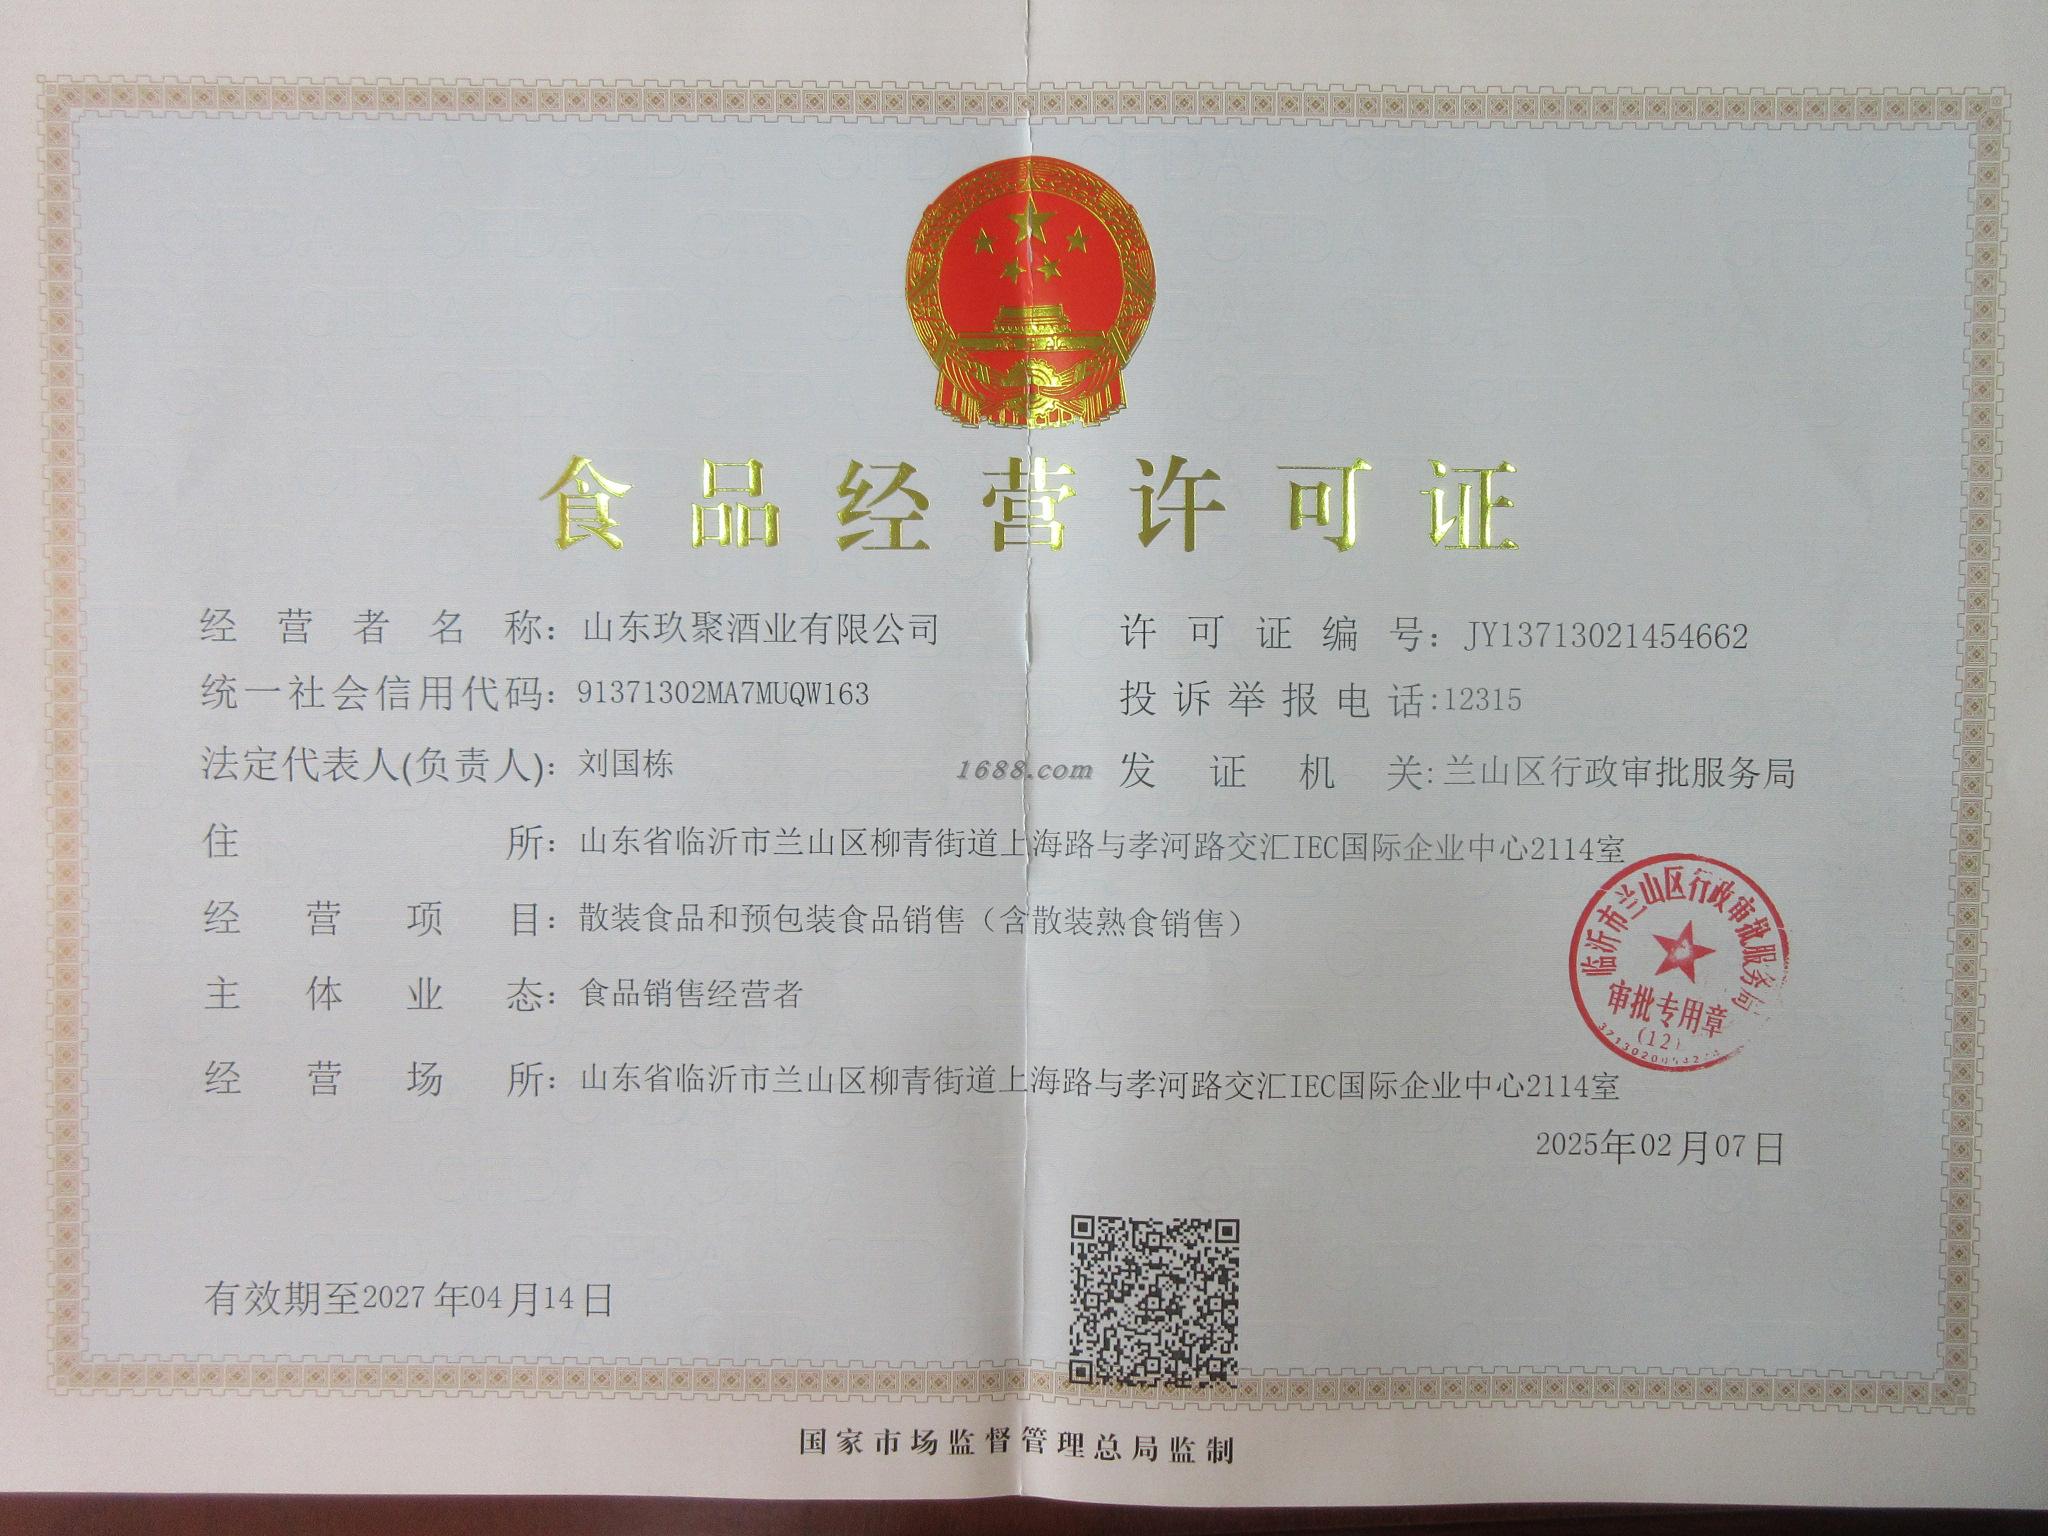 食品经营许可证
经营者名称：山东玖聚酒业有限公司
许可证编号：JY13713021454662
统一社会信用代码：91371302MA7MUQW163
投诉举报电话:12315
法定代表人(负责人)：刘国栋
1688.com
发证机关:兰山区行政审批服务局
住所：山东省临沂市兰山区柳青街道上海路与孝河路交汇IEC国际企业中心2114室
经营项目：散装食品和预包装食品销售（含散装熟食销售）
主体业态：食品销售经营者
经营场所：山东省临沂市兰山区柳青街道上海路与孝河路交汇IEC国际企业中心2114室
临沂市兰山区行政审批服务局
审批专用章
(12)
2025年02月07日
有效期至2027年04月14日
国家市场监督管理总局监制